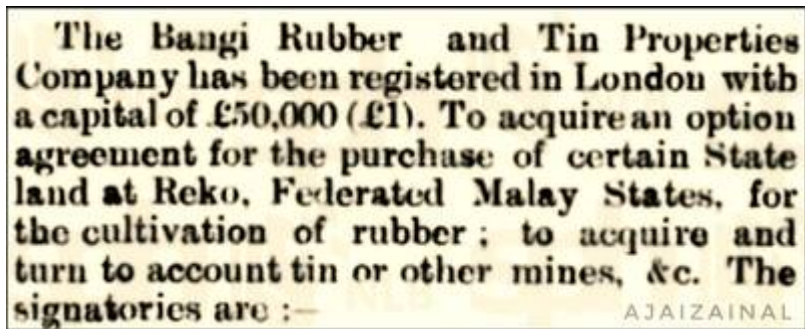 The Bangi Rubber and Tin Properties
Company has been registered in London with
a capital of £50,000 (£1). To acquire an option
agreement for the purchase of certain State
land at Reko, Federated Malay States, for
the cultivation of rubber; to acquire and
turn to account tin or other mines, &c. The
signatories are :—
AJAIZAINAL